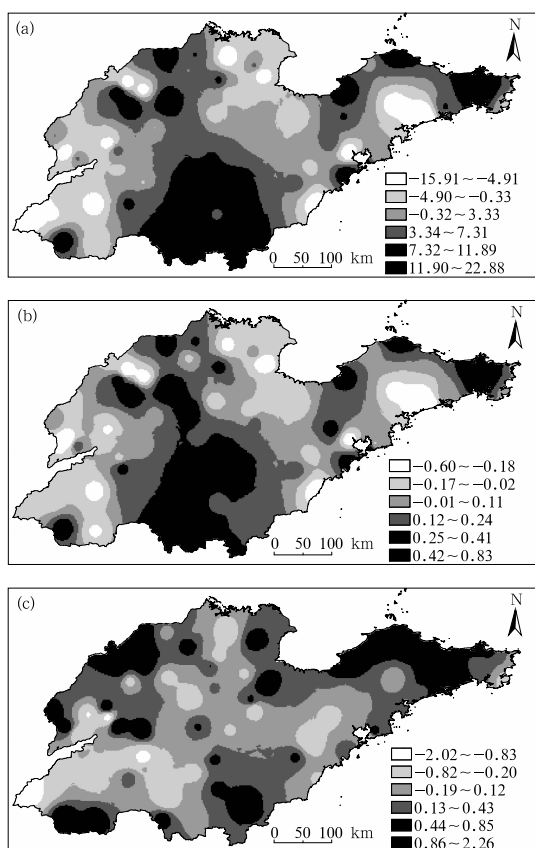 (a)
N
−15.91～−4.91
−4.90～−0.33
−0.32～3.33
3.34～7.31
7.32～11.89
11.90～22.88
0 50 100 km
(b)
N
−0.60～−0.18
−0.17～−0.02
−0.01～0.11
0.12～0.24
0.25～0.41
0.42～0.83
0 50 100 km
(c)
N
−2.02～−0.83
−0.82～−0.20
−0.19～0.12
0.13～0.43
0.44～0.85
0.86～2.26
0 50 100 km